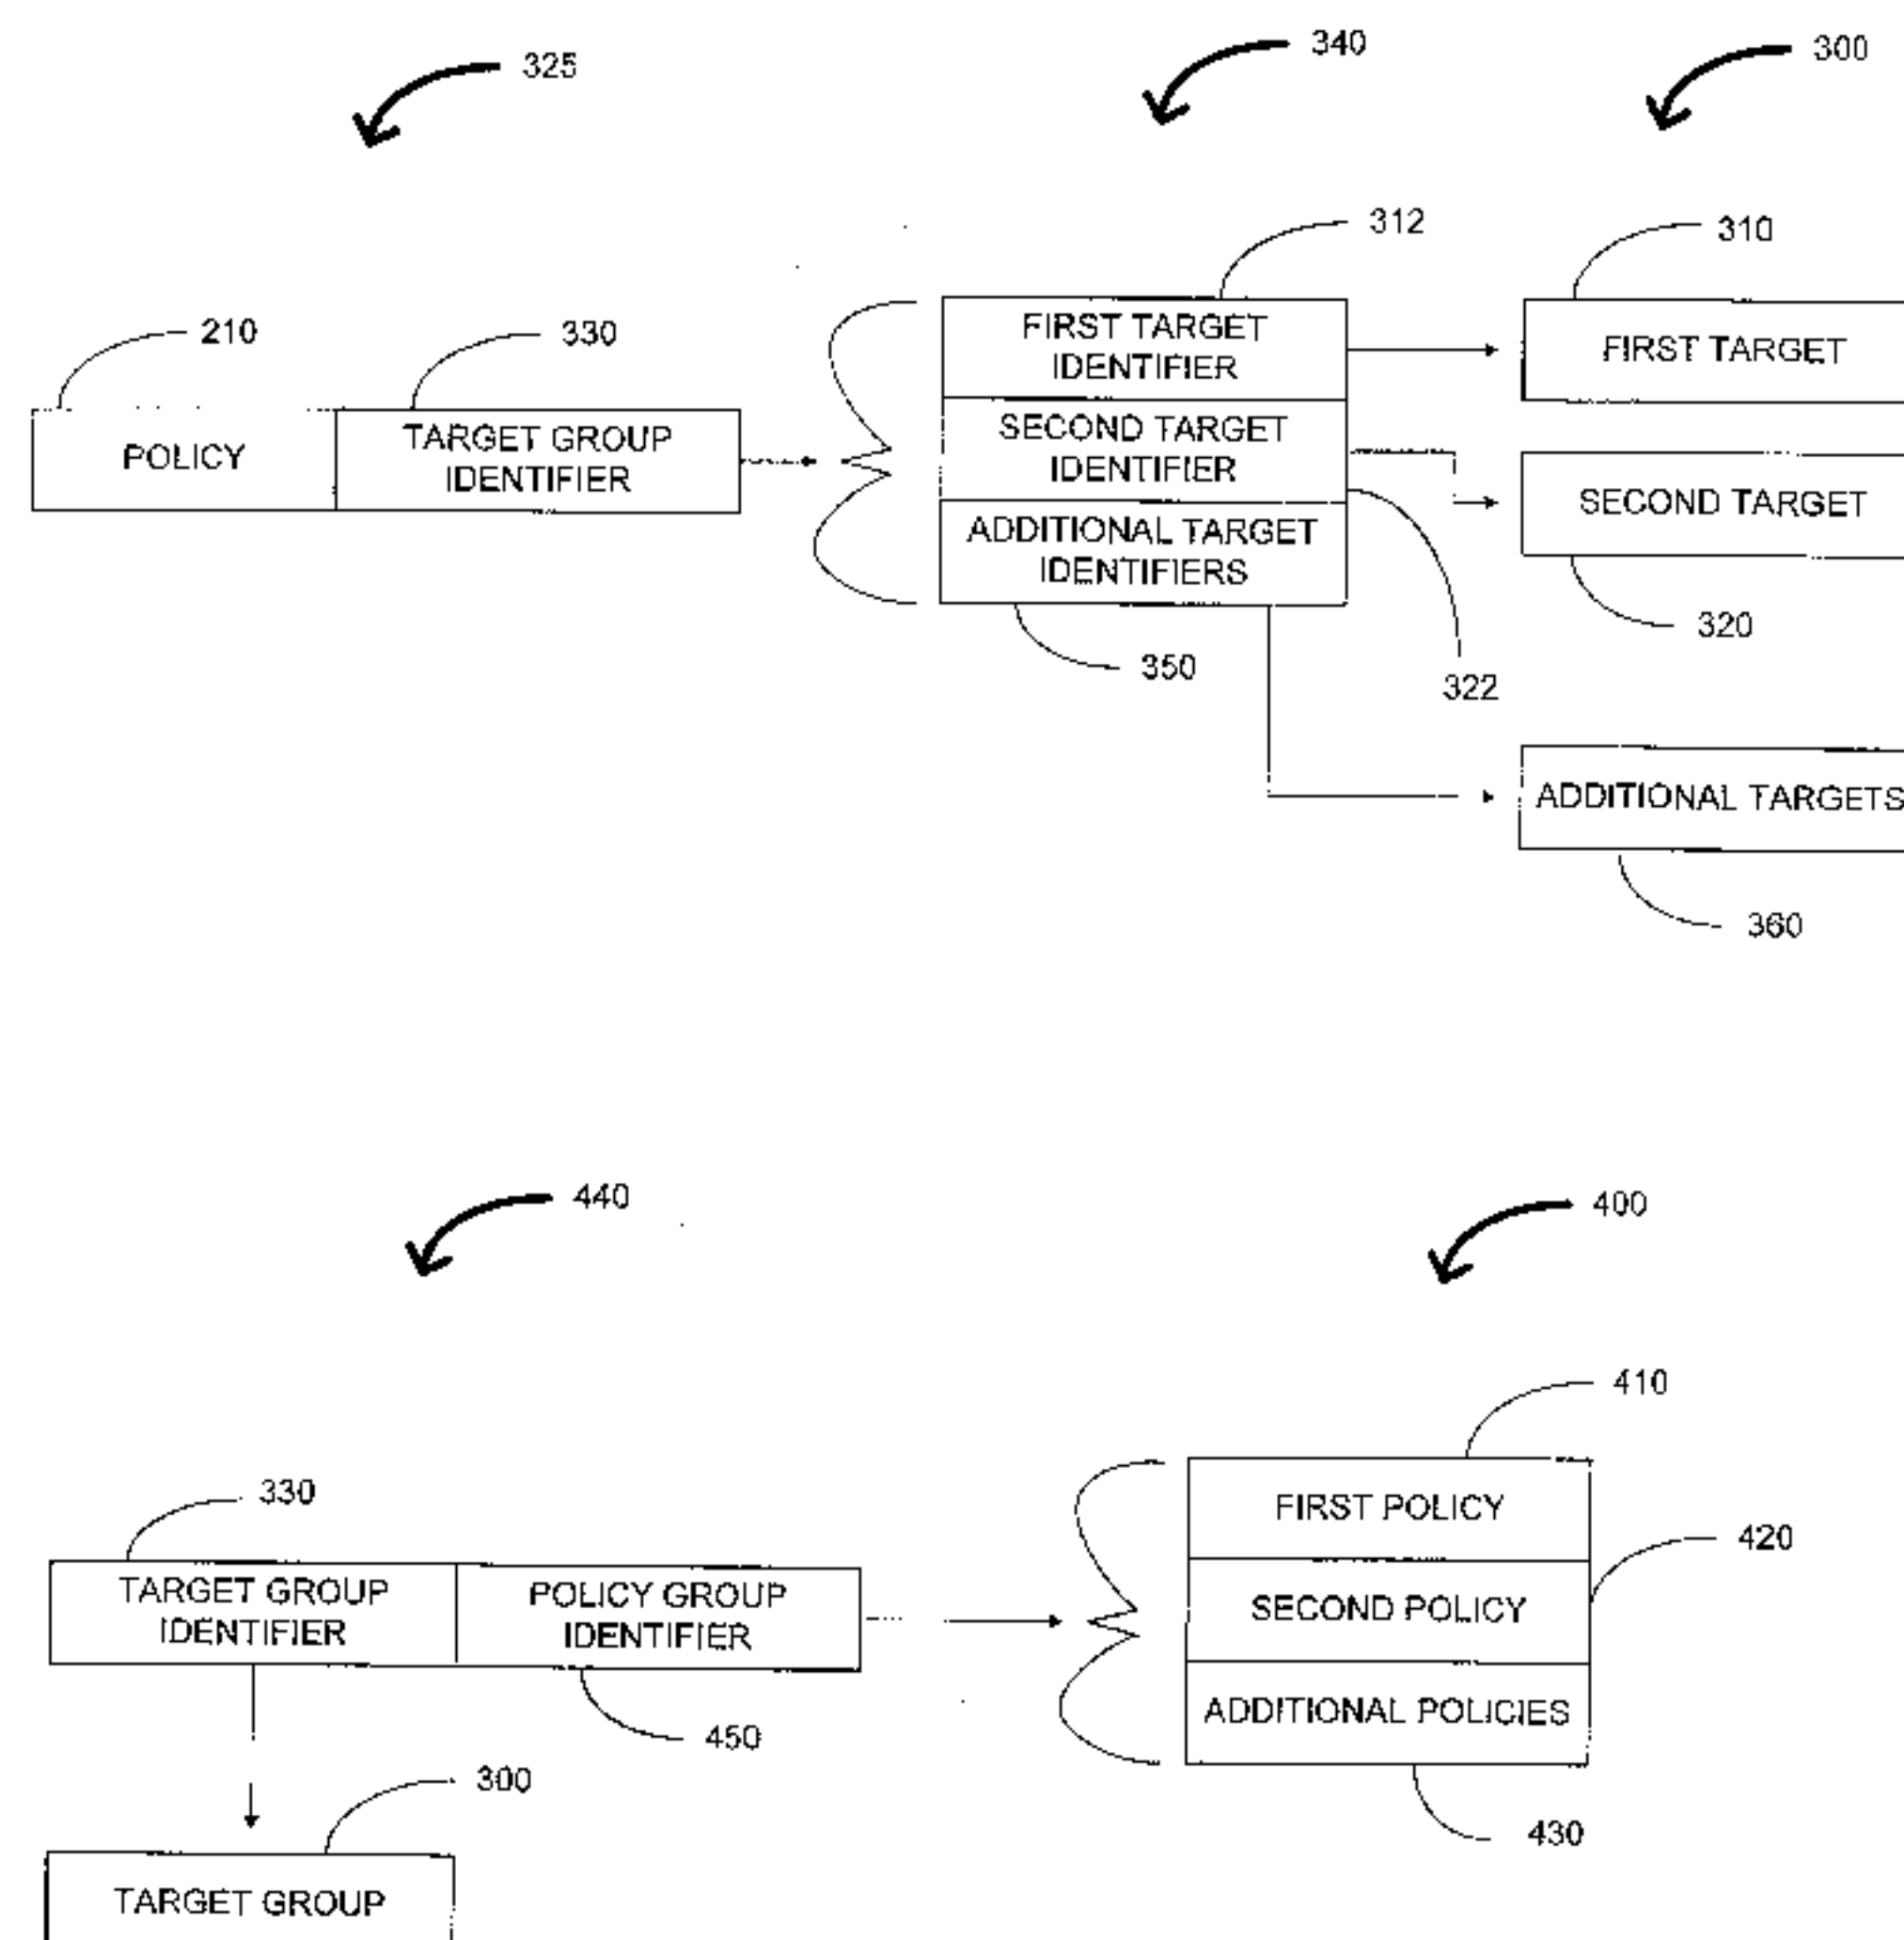 325
340
300
312
310
210
330
FIRST TARGET
IDENTIFIER
FIRST TARGET
POLICY
TARGET GROUP
IDENTIFIER
SECOND TARGET
IDENTIFIER
SECOND TARGET
ADDITIONAL TARGET
IDENTIFIERS
320
350
322
ADDITIONAL TARGETS
360
440
400
410
330
FIRST POLICY
420
TARGET GROUP
IDENTIFIER
POLICY GROUP
IDENTIFIER
SECOND POLICY
ADDITIONAL POLICIES
450
300
430
TARGET GROUP